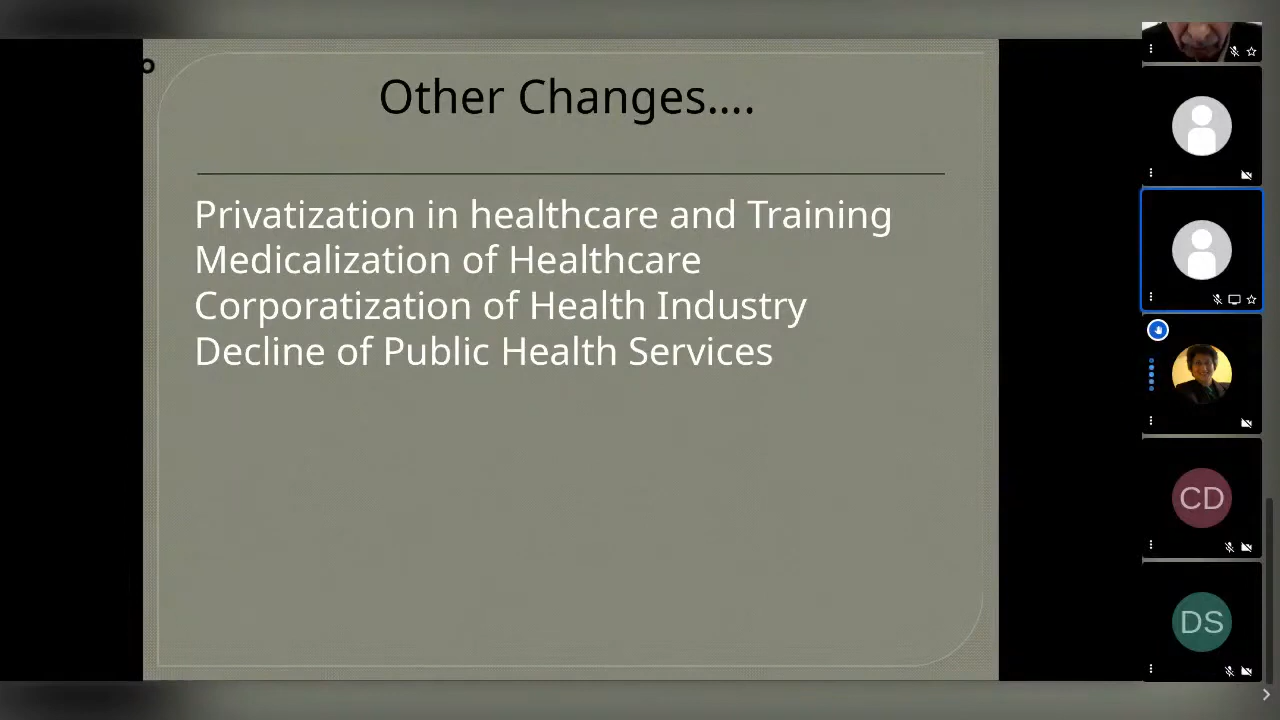 o
Other Changes....
Privatization in healthcare and Training
Medicalization of Healthcare
Corporatization of Health Industry
Decline of Public Health Services
CD
DS